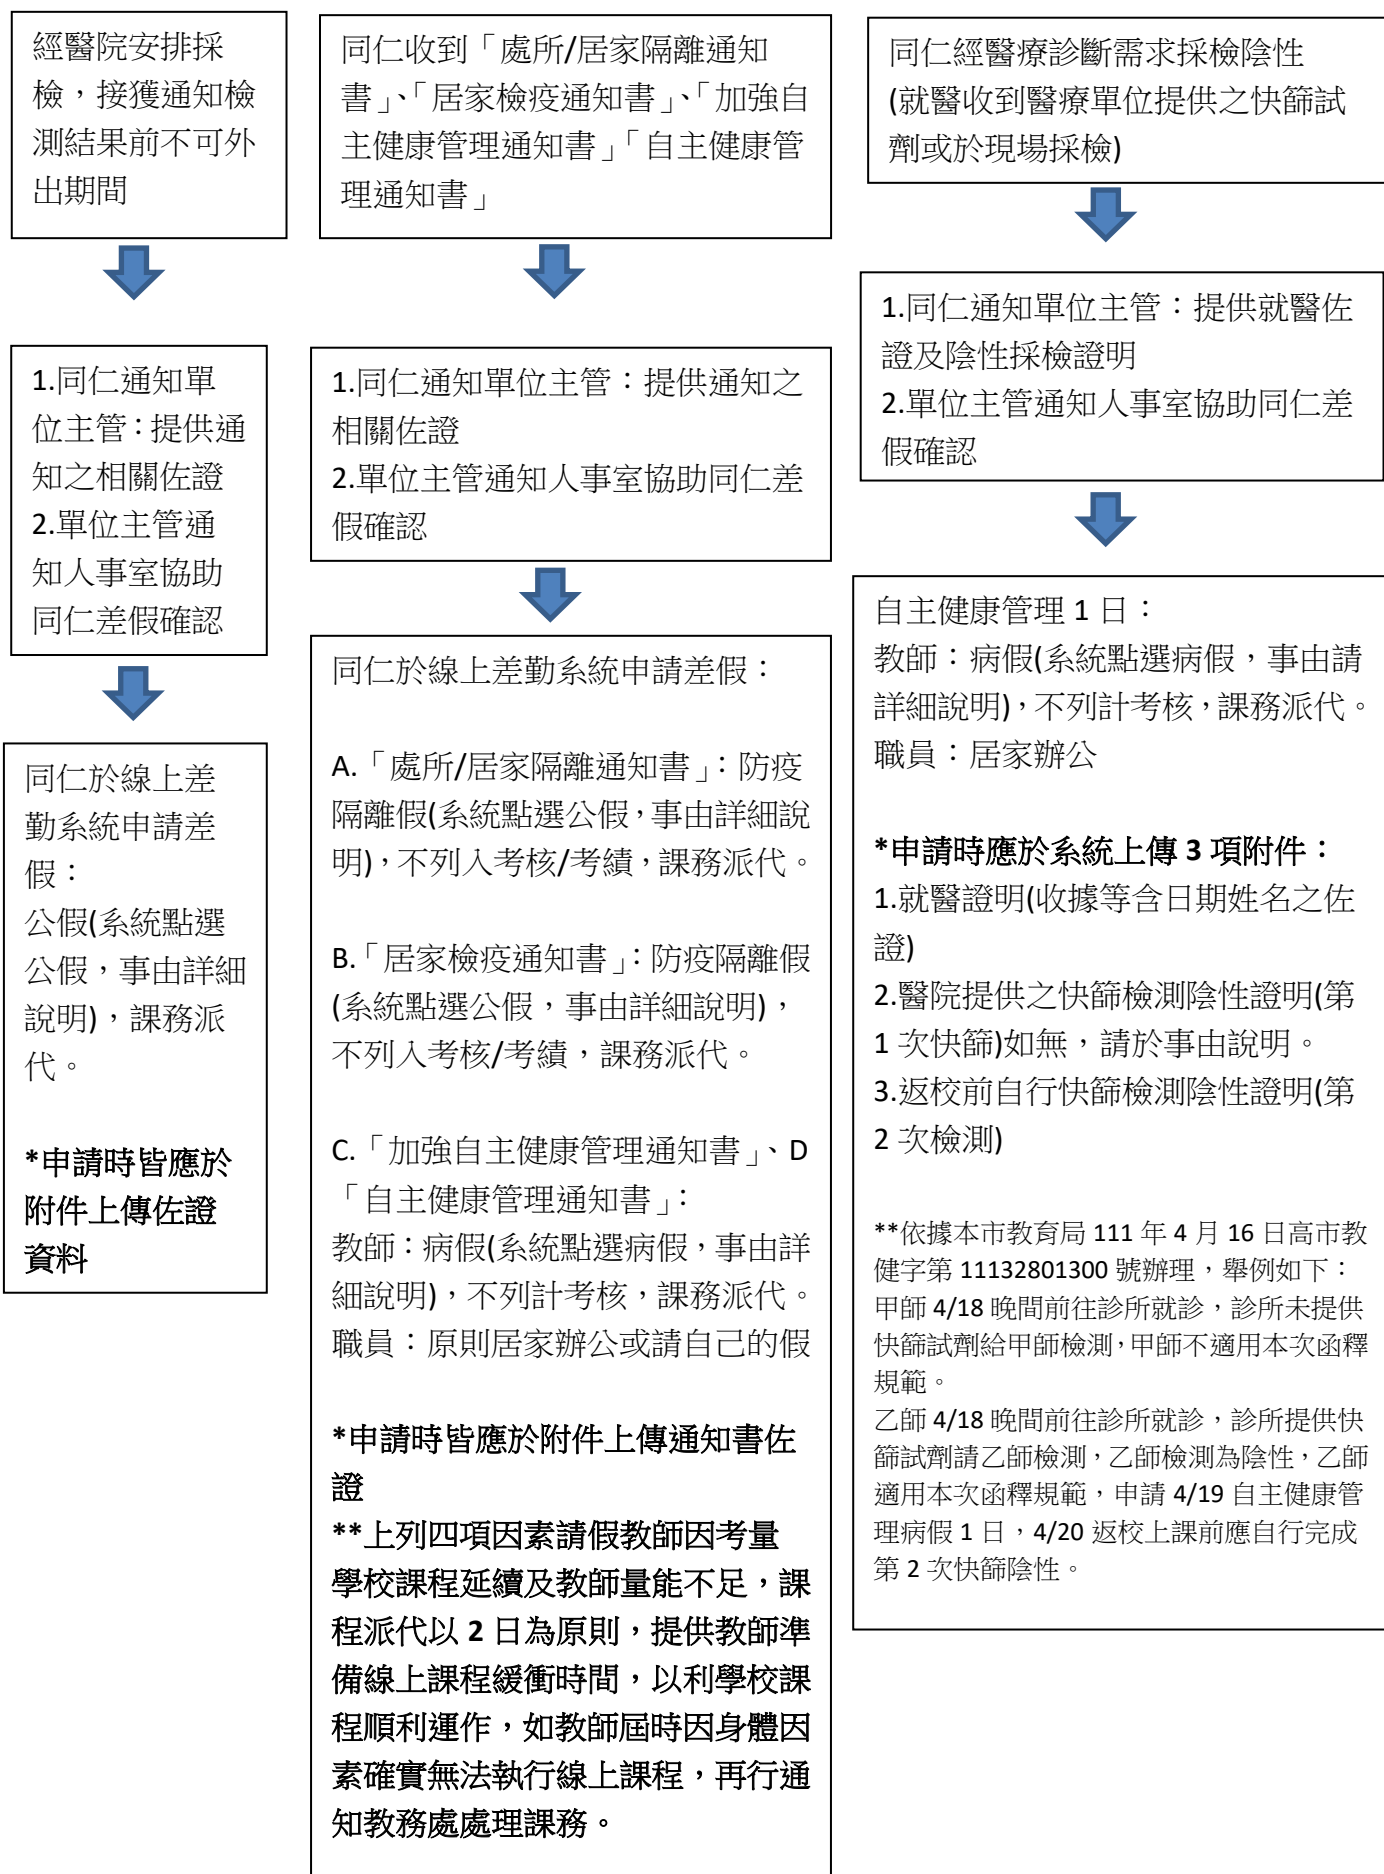 經醫院安排採
檢，接獲通知檢
測結果前不可外
出期間
1.同仁通知單
位主管：提供通
知之相關佐證
2.單位主管通
知人事室協助
同仁差假確認
同仁於線上差
勤系統申請差
假：
公假(系統點選
公假，事由詳細
說明)，課務派
代。
*申請時皆應於
附件上傳佐證
資料
同仁收到「處所/居家隔離通知
書」、「居家檢疫通知書」、「加強自
主健康管理通知書」「自主健康管
理通知書」
1.同仁通知單位主管：提供通知之
相關佐證
2.單位主管通知人事室協助同仁差
假確認
同仁於線上差勤系統申請差假：
A.「處所/居家隔離通知書」：防疫
隔離假(系統點選公假，事由詳細說
明)，不列入考核/考績，課務派代。
B.「居家檢疫通知書」：防疫隔離假
(系統點選公假，事由詳細說明)，
不列入考核/考績，課務派代。
C.「加強自主健康管理通知書」、D
「自主健康管理通知書」：
教師：病假(系統點選病假，事由詳
細說明)，不列計考核，課務派代。
職員：原則居家辦公或請自己的假
*申請時皆應於附件上傳通知書佐
證
**上列四項因素請假教師因考量
學校課程延續及教師量能不足，課
程派代以 2 日為原則，提供教師準
備線上課程緩衝時間，以利學校課
程順利運作，如教師屆時因身體因
素確實無法執行線上課程，再行通
知教務處處理課務。
同仁經醫療診斷需求採檢陰性
(就醫收到醫療單位提供之快篩試
劑或於現場採檢)
1.同仁通知單位主管：提供就醫佐
證及陰性採檢證明
2.單位主管通知人事室協助同仁差
假確認
自主健康管理 1 日：
教師：病假(系統點選病假，事由請
詳細說明)，不列計考核，課務派代。
職員：居家辦公
*申請時應於系統上傳 3 項附件：
1.就醫證明(收據等含日期姓名之佐
證)
2.醫院提供之快篩檢測陰性證明(第
1 次快篩)如無，請於事由說明。
3.返校前自行快篩檢測陰性證明(第
2 次檢測)
**依據本市教育局 111 年 4 月 16 日高市教
健字第 11132801300 號辦理，舉例如下：
甲師 4/18 晚間前往診所就診，診所未提供
快篩試劑給甲師檢測，甲師不適用本次函釋
規範。
乙師 4/18 晚間前往診所就診，診所提供快
篩試劑請乙師檢測，乙師檢測為陰性，乙師
適用本次函釋規範，申請 4/19 自主健康管
理病假 1 日，4/20 返校上課前應自行完成
第 2 次快篩陰性。